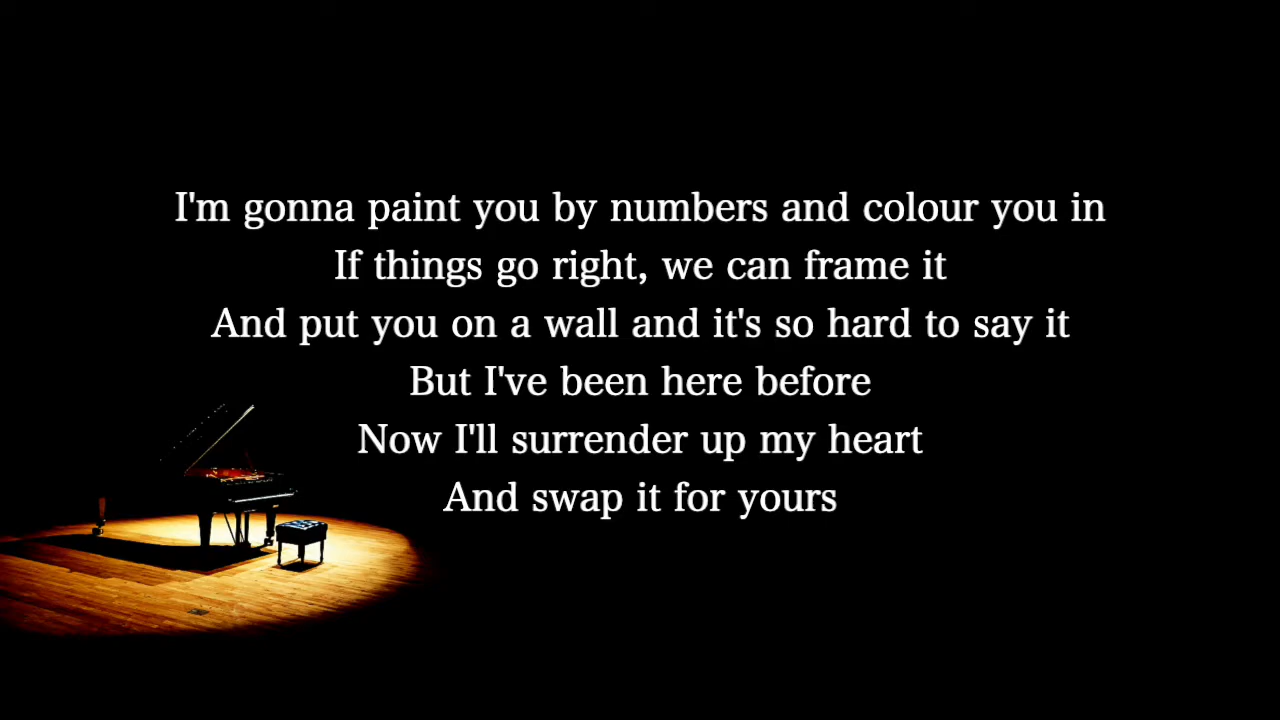 I'm gonna paint you by numbers and colour you in
If things go right, we can frame it
And put you on a wall and it's so hard to say it
But I've been here before
Now I'll surrender up my heart
And swap it for yours